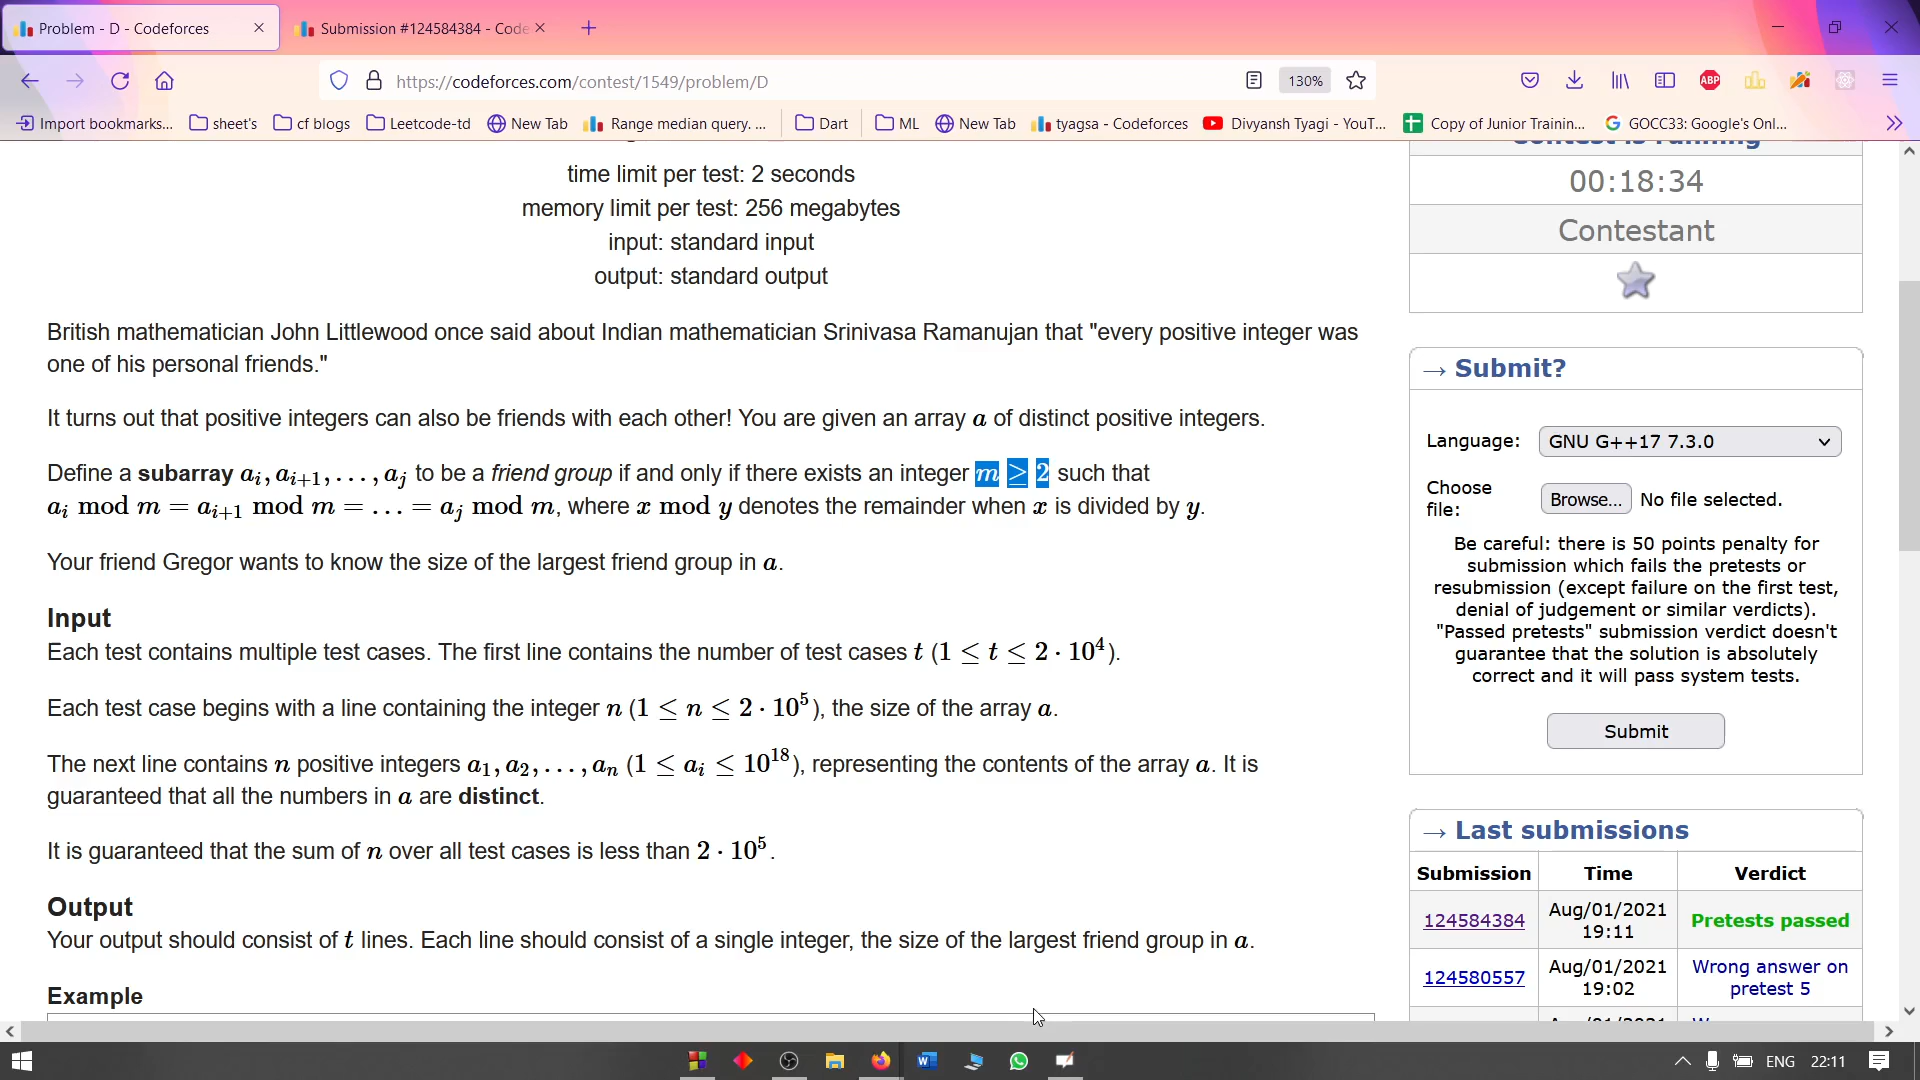 Problem - D - Codeforces
Submission #124584384 - Code
https://codeforces.com/contest/1549/problem/D
130%
ABP
Import bookmarks...
sheet's
cf blogs
Leetcode-td
New Tab
Range median query. ...
Dart
ML
New Tab
tyagsa - Codeforces
Divyansh Tyagi - YouT...
Copy of Junior Trainin...
GOCC33: Google's Onl...
time limit per test: 2 seconds
memory limit per test: 256 megabytes
input: standard input
output: standard output
British mathematician John Littlewood once said about Indian mathematician Srinivasa Ramanujan that "every positive integer was
one of his personal friends."
It turns out that positive integers can also be friends with each other! You are given an array a of distinct positive integers.
Define a subarray a_i, a_{i+1}, ..., a_j to be a friend group if and only if there exists an integer m ≥ 2 such that
a_i mod m = a_{i+1} mod m = ... = a_j mod m, where x mod y denotes the remainder when x is divided by y.
Your friend Gregor wants to know the size of the largest friend group in a.
Input
Each test contains multiple test cases. The first line contains the number of test cases t (1 ≤ t ≤ 2 · 10^4).
Each test case begins with a line containing the integer n (1 ≤ n ≤ 2 · 10^5), the size of the array a.
The next line contains n positive integers a_1, a_2, ..., a_n (1 ≤ a_i ≤ 10^18), representing the contents of the array a. It is
guaranteed that all the numbers in a are distinct.
It is guaranteed that the sum of n over all test cases is less than 2 · 10^5.
Output
Your output should consist of t lines. Each line should consist of a single integer, the size of the largest friend group in a.
Example
Contest is running
00:18:34
Contestant
→ Submit?
Language:
GNU G++17 7.3.0
Choose
file:
Browse...
No file selected.
Be careful: there is 50 points penalty for
submission which fails the pretests or
resubmission (except failure on the first test,
denial of judgement or similar verdicts).
"Passed pretests" submission verdict doesn't
guarantee that the solution is absolutely
correct and it will pass system tests.
Submit
→ Last submissions
Submission Time Verdict
124584384 Aug/01/2021 19:11 Pretests passed
124580557 Aug/01/2021 19:02 Wrong answer on pretest 5
ENG
22:11